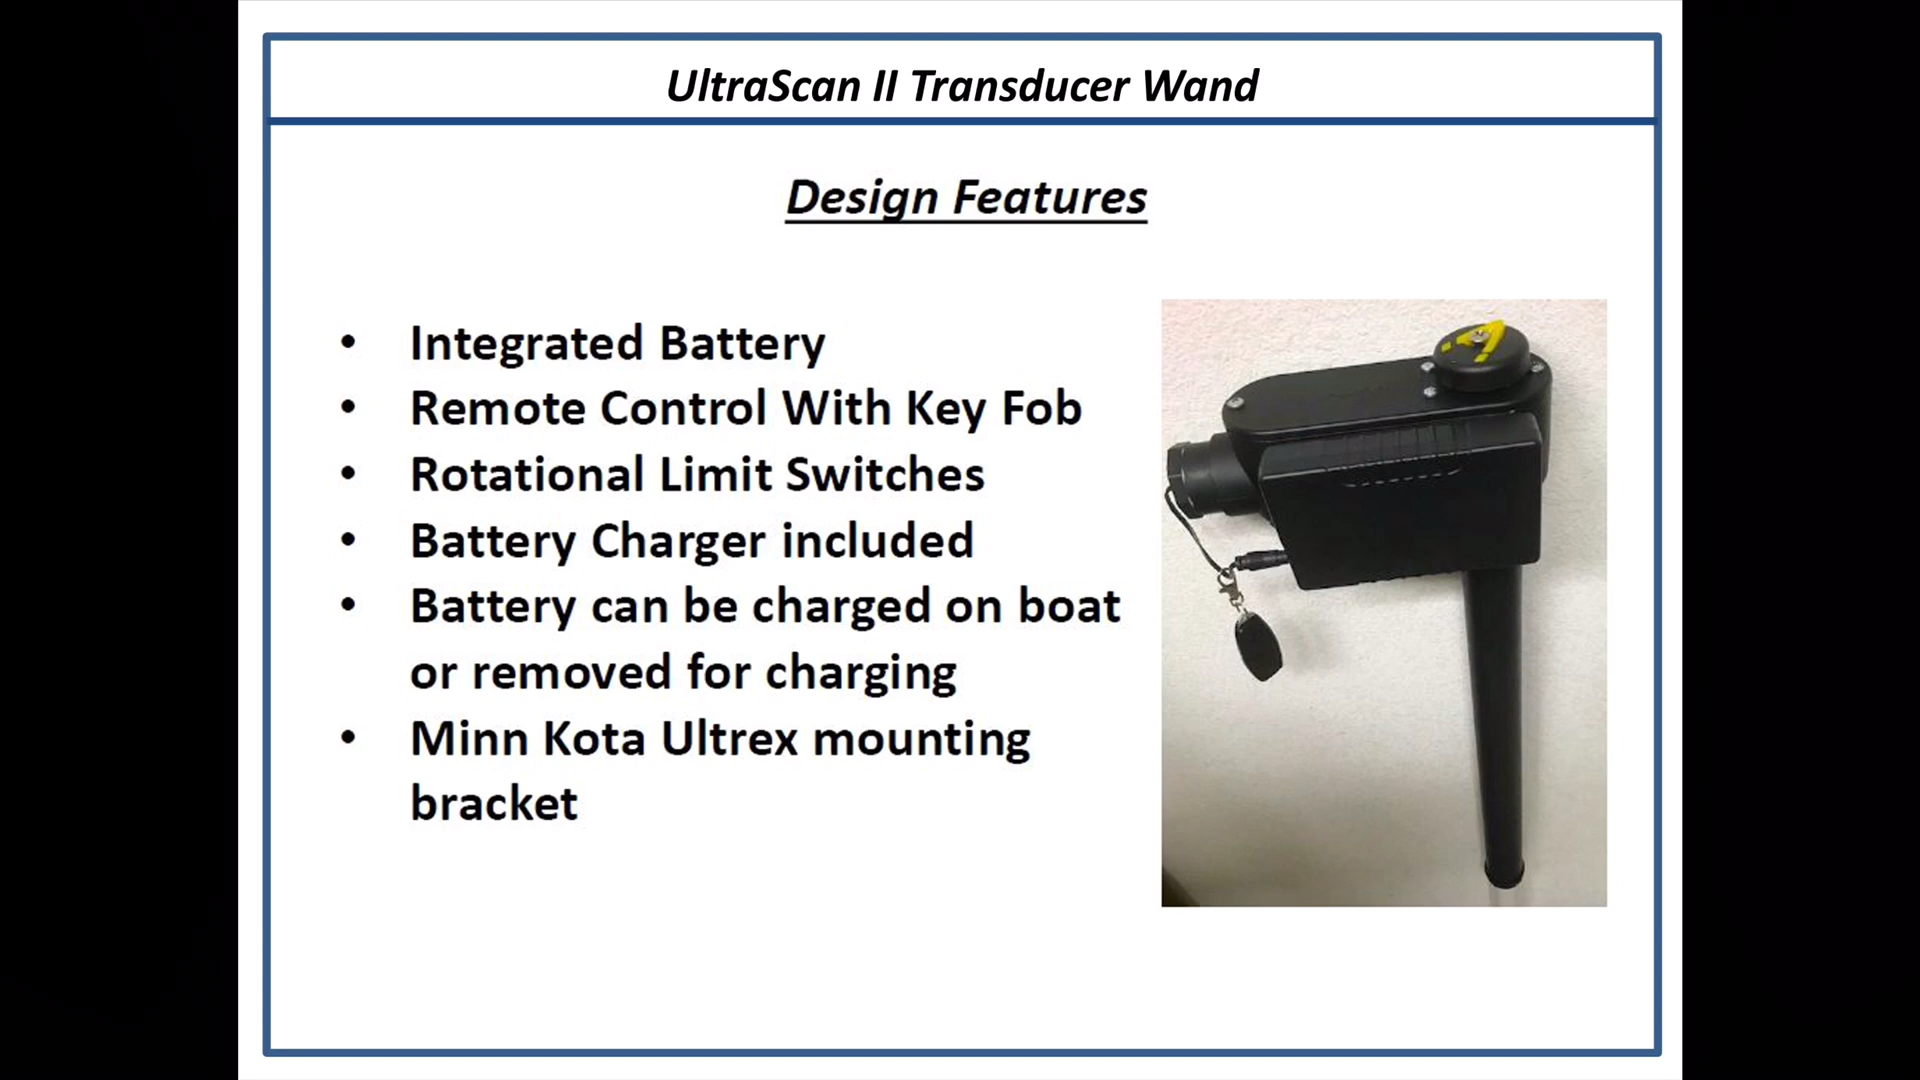 UltraScan II Transducer Wand
Design Features
• Integrated Battery
• Remote Control With Key Fob
• Rotational Limit Switches
• Battery Charger included
• Battery can be charged on boat
or removed for charging
• Minn Kota Ultrex mounting
bracket